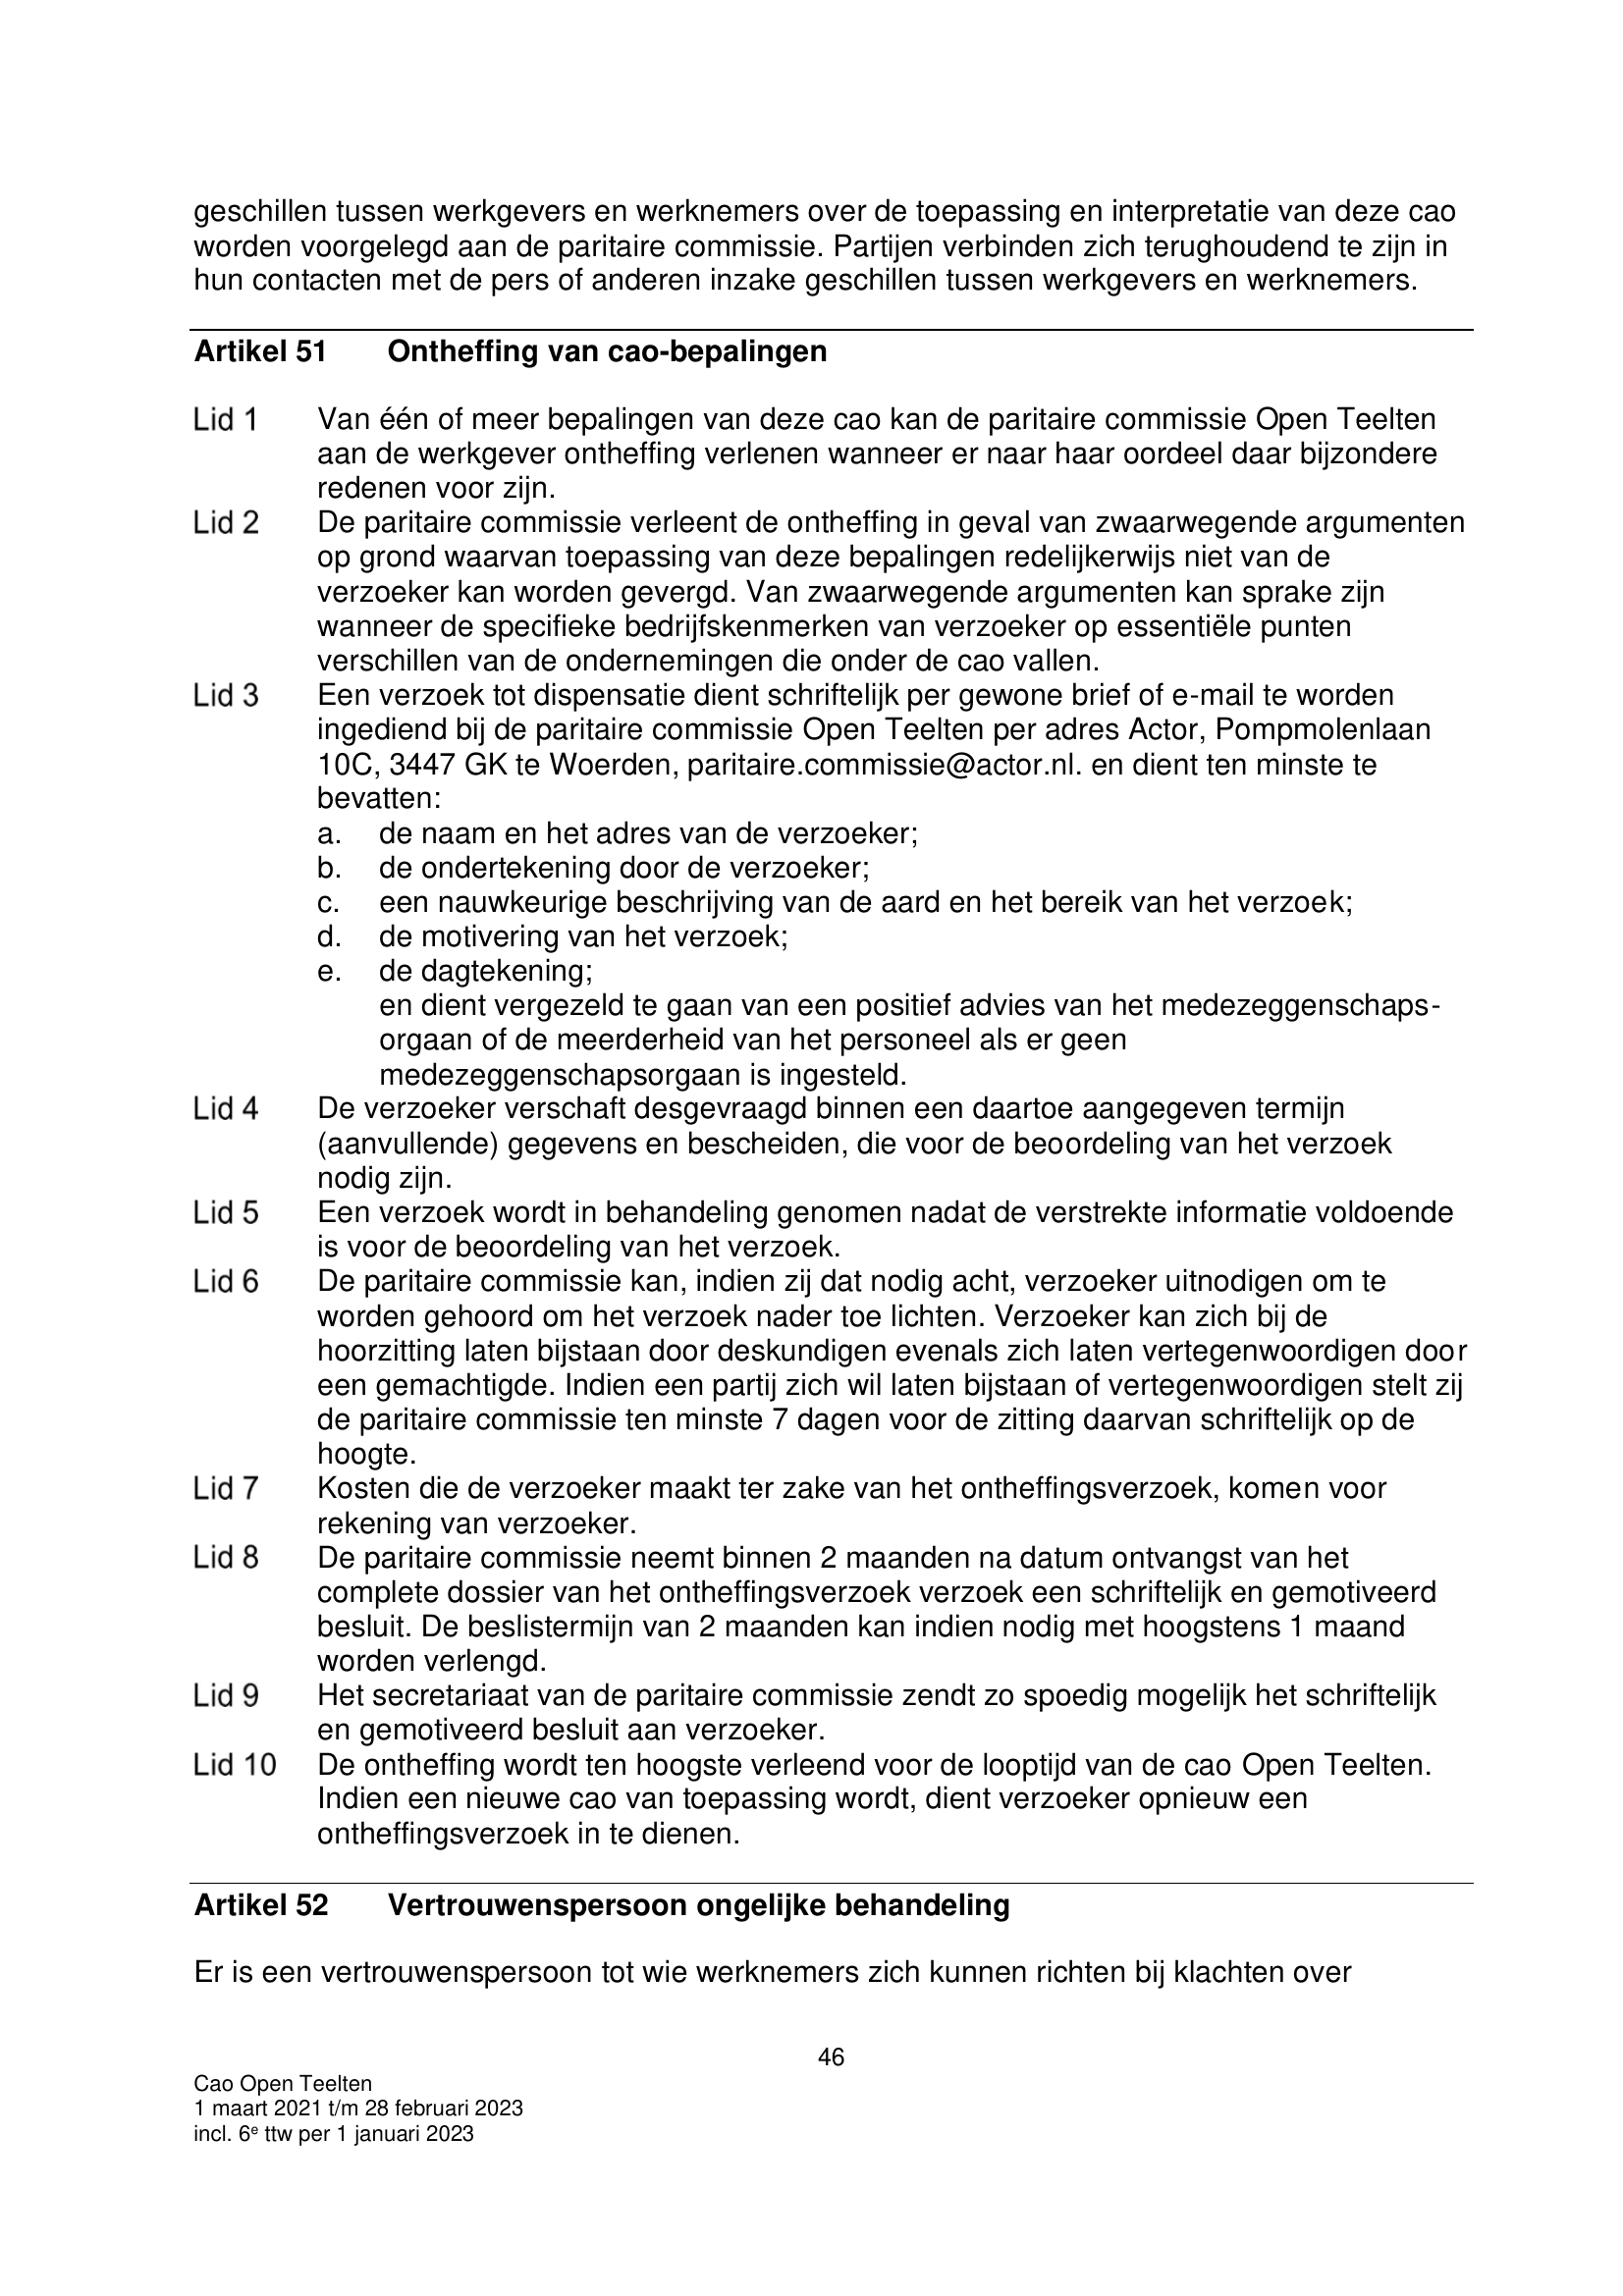 geschillen tussen werkgevers en werknemers over de toepassing en interpretatie van deze cao
worden voorgelegd aan de paritaire commissie. Partijen verbinden zich terughoudend te zijn in
hun contacten met de pers of anderen inzake geschillen tussen werkgevers en werknemers.
Artikel 51 Ontheffing van cao-bepalingen
Lid 1 Van één of meer bepalingen van deze cao kan de paritaire commissie Open Teelten
aan de werkgever ontheffing verlenen wanneer er naar haar oordeel daar bijzondere
redenen voor zijn.
Lid 2 De paritaire commissie verleent de ontheffing in geval van zwaarwegende argumenten
op grond waarvan toepassing van deze bepalingen redelijkerwijs niet van de
verzoeker kan worden gevergd. Van zwaarwegende argumenten kan sprake zijn
wanneer de specifieke bedrijfskenmerken van verzoeker op essentiële punten
verschillen van de ondernemingen die onder de cao vallen.
Lid 3 Een verzoek tot dispensatie dient schriftelijk per gewone brief of e-mail te worden
ingediend bij de paritaire commissie Open Teelten per adres Actor, Pompmolenlaan
10C, 3447 GK te Woerden, paritaire.commissie@actor.nl. en dient ten minste te
bevatten:
a. de naam en het adres van de verzoeker;
b. de ondertekening door de verzoeker;
c. een nauwkeurige beschrijving van de aard en het bereik van het verzoek;
d. de motivering van het verzoek;
e. de dagtekening;
en dient vergezeld te gaan van een positief advies van het medezeggenschaps-
orgaan of de meerderheid van het personeel als er geen
medezeggenschapsorgaan is ingesteld.
Lid 4 De verzoeker verschaft desgevraagd binnen een daartoe aangegeven termijn
(aanvullende) gegevens en bescheiden, die voor de beoordeling van het verzoek
nodig zijn.
Lid 5 Een verzoek wordt in behandeling genomen nadat de verstrekte informatie voldoende
is voor de beoordeling van het verzoek.
Lid 6 De paritaire commissie kan, indien zij dat nodig acht, verzoeker uitnodigen om te
worden gehoord om het verzoek nader toe lichten. Verzoeker kan zich bij de
hoorzitting laten bijstaan door deskundigen evenals zich laten vertegenwoordigen door
een gemachtigde. Indien een partij zich wil laten bijstaan of vertegenwoordigen stelt zij
de paritaire commissie ten minste 7 dagen voor de zitting daarvan schriftelijk op de
hoogte.
Lid 7 Kosten die de verzoeker maakt ter zake van het ontheffingsverzoek, komen voor
rekening van verzoeker.
Lid 8 De paritaire commissie neemt binnen 2 maanden na datum ontvangst van het
complete dossier van het ontheffingsverzoek verzoek een schriftelijk en gemotiveerd
besluit. De beslistermijn van 2 maanden kan indien nodig met hoogstens 1 maand
worden verlengd.
Lid 9 Het secretariaat van de paritaire commissie zendt zo spoedig mogelijk het schriftelijk
en gemotiveerd besluit aan verzoeker.
Lid 10 De ontheffing wordt ten hoogste verleend voor de looptijd van de cao Open Teelten.
Indien een nieuwe cao van toepassing wordt, dient verzoeker opnieuw een
ontheffingsverzoek in te dienen.
Artikel 52 Vertrouwenspersoon ongelijke behandeling
Er is een vertrouwenspersoon tot wie werknemers zich kunnen richten bij klachten over
46
Cao Open Teelten
1 maart 2021 t/m 28 februari 2023
incl. 6e ttw per 1 januari 2023